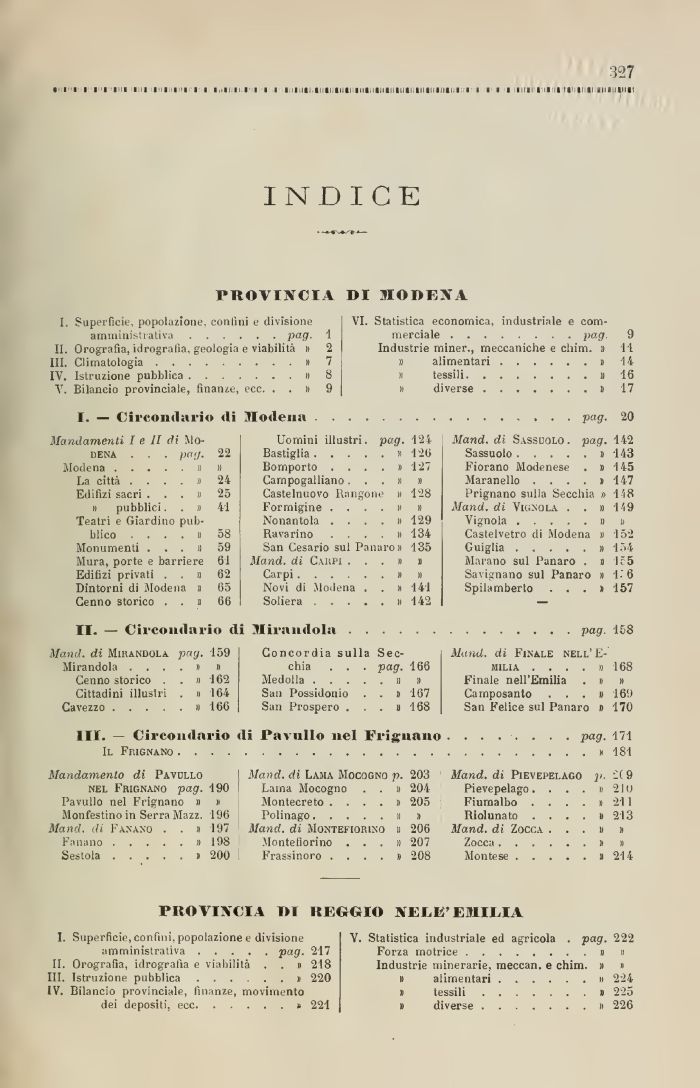 327
INDICE
PROVINCIA DI MODENA
I. Superficie, popolazione, confini e divisione
amministrativa . . . . . . pag. 1
II. Orografia, idrografia, geologia e viabilità » 2
III. Climatologia . . . . . . . . » 7
IV. Istruzione pubblica . . . . . . . » 8
V. Bilancio provinciale, finanze, ecc. . . » 9
VI. Statistica economica, industriale e com-
merciale . . . . . . . . pag. 9
Industrie miner., meccaniche e chim. » 11
» alimentari . . . . . . » 14
» tessili . . . . . . . » 16
» diverse . . . . . . . » 17
I. — Circondario di Modena . . . . . . . . . . . . . . . . pag. 20
Mandamenti I e II di Mo-
DENA . . . pag. 22
Modena . . . . . » »
La città . . . . » 24
Edifizi sacri . . . » 25
» pubblici . . » 41
Teatri e Giardino pub-
blico . . . . » 58
Monumenti . . . » 59
Mura, porte e barriere 61
Edifizi privati . . » 62
Dintorni di Modena » 65
Cenno storico . . » 66
Uomini illustri . pag. 124
Bastiglia . . . . . » 126
Bomporto . . . . » 127
Campogalliano . . . » »
Castelnuovo Rangone » 128
Formigine . . . . » »
Nonantola . . . . » 129
Ravarino . . . . » 134
San Cesario sul Panaro » 135
Mand. di CARPI . . . » »
Carpi . . . . . . » »
Novi di Modena . . » 141
Soliera . . . . . » 142
Mand. di SASSUOLO . pag. 142
Sassuolo . . . . . » 143
Fiorano Modenese . » 145
Maranello . . . . » 147
Prignano sulla Secchia » 148
Mand. di VIGNOLA . . » 149
Vignola . . . . . » »
Castelvetro di Modena » 152
Guiglia . . . . . » 154
Marano sul Panaro . » 155
Savignano sul Panaro » 156
Spilamberto . . . » 157
II. — Circondario di Mirandola . . . . . . . . . . . . . . pag. 158
Mand. di MIRANDOLA pag. 159
Mirandola . . . . » »
Cenno storico . . » 162
Cittadini illustri . » 164
Cavezzo . . . . . » 166
Concordia sulla Sec-
chia . . . pag. 166
Medolla . . . . . » »
San Possidonio . . » 167
San Prospero . . . » 168
Mand. di FINALE NELL'E-
MILIA . . . . » 168
Finale nell'Emilia . » »
Camposanto . . . » 169
San Felice sul Panaro » 170
III. — Circondario di Pavullo nel Frignano . . . . . . . pag. 171
IL FRIGNANO . . . . . . . . . . . . . . . . . . . » 181
Mandamento di PAVULLO
NEL FRIGNANO pag. 190
Pavullo nel Frignano » »
Monfestino in Serra Mazz. 196
Mand. di FANANO . . » 197
Fanano . . . . . » 198
Sestola . . . . . » 200
Mand. di LAMA MOCOGNO p. 203
Lama Mocogno . . » 204
Montecreto . . . . » 205
Polinago . . . . . » »
Mand. di MONTEFIORINO » 206
Montefiorino . . . » 207
Frassinoro . . . . » 208
Mand. di PIEVEPELAGO p. 209
Pievepelago . . . . » 210
Fiumalbo . . . . » 211
Riolunato . . . . » 213
Mand. di ZOCCA . . . » »
Zocca . . . . . . » »
Montese . . . . . » 214
PROVINCIA DI REGGIO NELL'EMILIA
I. Superficie, confini, popolazione e divisione
amministrativa . . . . . pag. 217
II. Orografia, idrografia e viabilità . . » 218
III. Istruzione pubblica . . . . . » 220
IV. Bilancio provinciale, finanze, movimento
dei depositi, ecc. . . . . . » 221
V. Statistica industriale ed agricola . pag. 222
Forza motrice . . . . . . . » »
Industrie minerarie, meccan. e chim. » »
» alimentari . . . . . . » 224
» tessili . . . . . . . » 225
» diverse . . . . . . . » 226